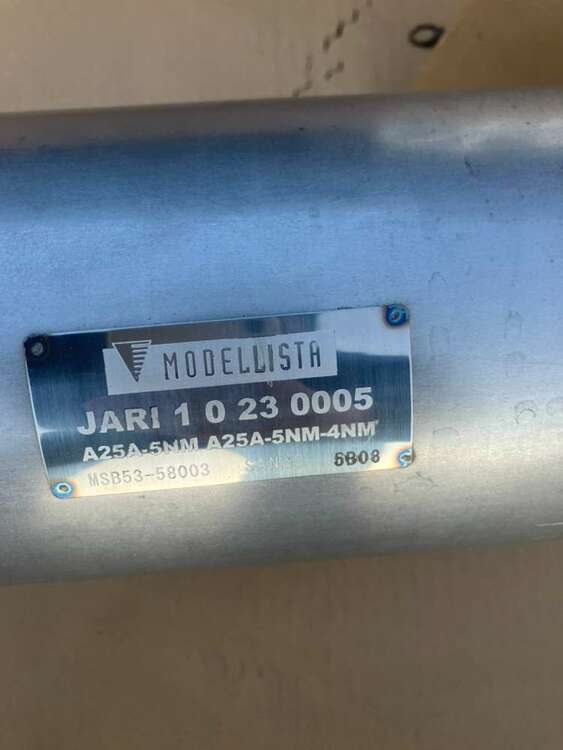 MODELLISTA
JARI 1 0 23 0005
A25A-5NM A25A-5NM-4NM
MSB53-58003 5B08